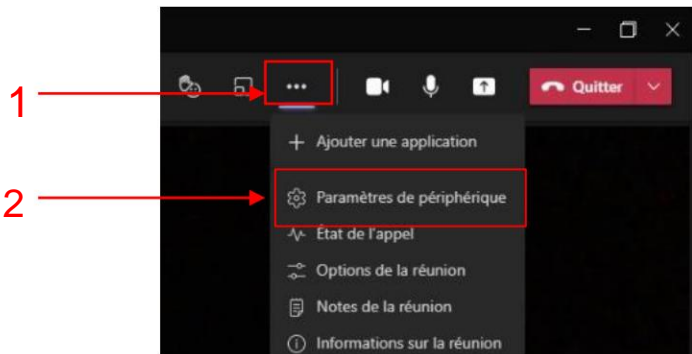 1
Quitter
Ajouter une application
2
Paramètres de périphérique
État de l'appel
Options de la réunion
Notes de la réunion
Informations sur la réunion